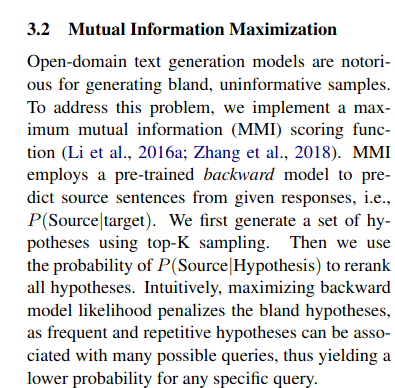 3.2 Mutual Information Maximization
Open-domain text generation models are notori-
ous for generating bland, uninformative samples.
To address this problem, we implement a max-
imum mutual information (MMI) scoring func-
tion (Li et al., 2016a; Zhang et al., 2018). MMI
employs a pre-trained backward model to pre-
dict source sentences from given responses, i.e.,
P(Source|target). We first generate a set of hy-
potheses using top-K sampling. Then we use
the probability of P(Source|Hypothesis) to rerank
all hypotheses. Intuitively, maximizing backward
model likelihood penalizes the bland hypotheses,
as frequent and repetitive hypotheses can be asso-
ciated with many possible queries, thus yielding a
lower probability for any specific query.